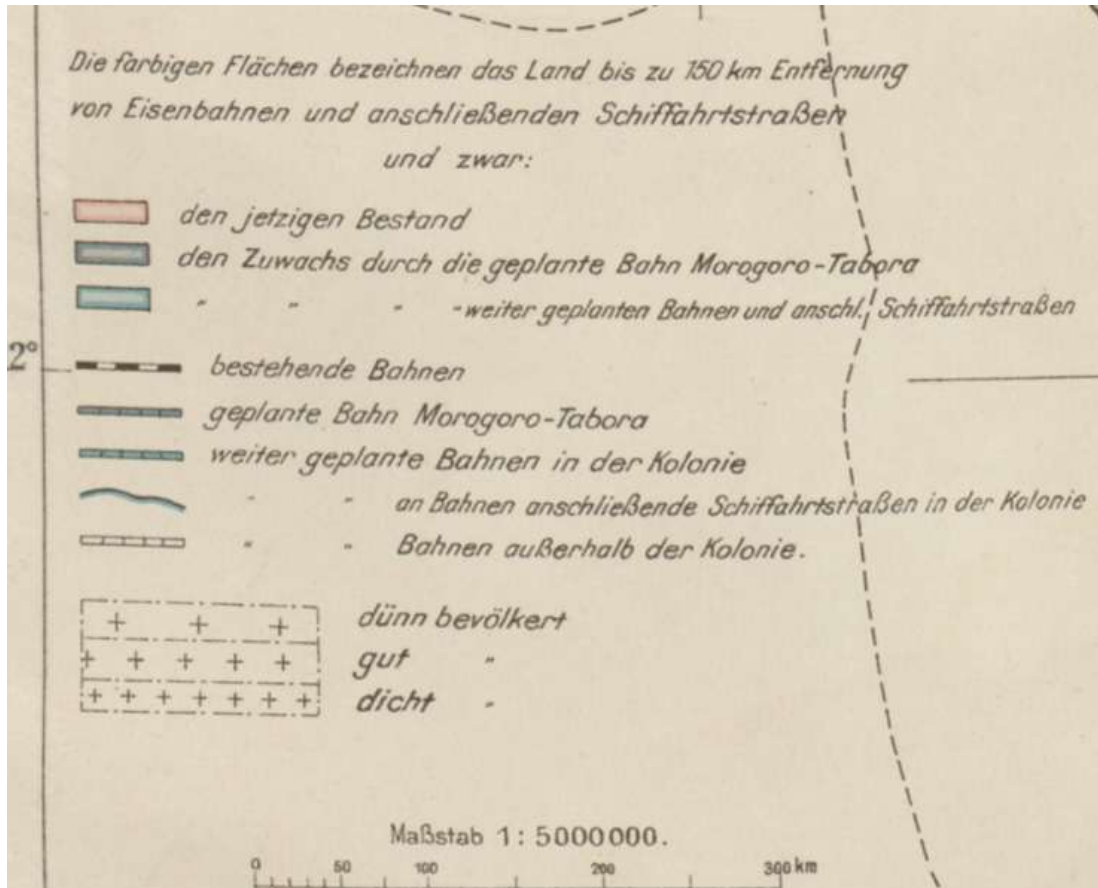 Die farbigen Flächen bezeichnen das Land bis zu 150 km Entfernung
von Eisenbahnen und anschließenden Schiffahrtstraßen
und zwar:
den jetzigen Bestand
den Zuwachs durch die geplante Bahn Morogoro-Tabora
" " " "weiter geplanten Bahnen und anschl. Schiffahrtstraßen
2°
bestehende Bahnen
geplante Bahn Morogoro-Tabora
weiter geplante Bahnen in der Kolonie
" " an Bahnen anschließende Schiffahrtstraßen in der Kolonie
" " Bahnen außerhalb der Kolonie.
dünn bevölkert
gut "
dicht "
Maßstab 1:5000000.
0 50 100 200 300 km